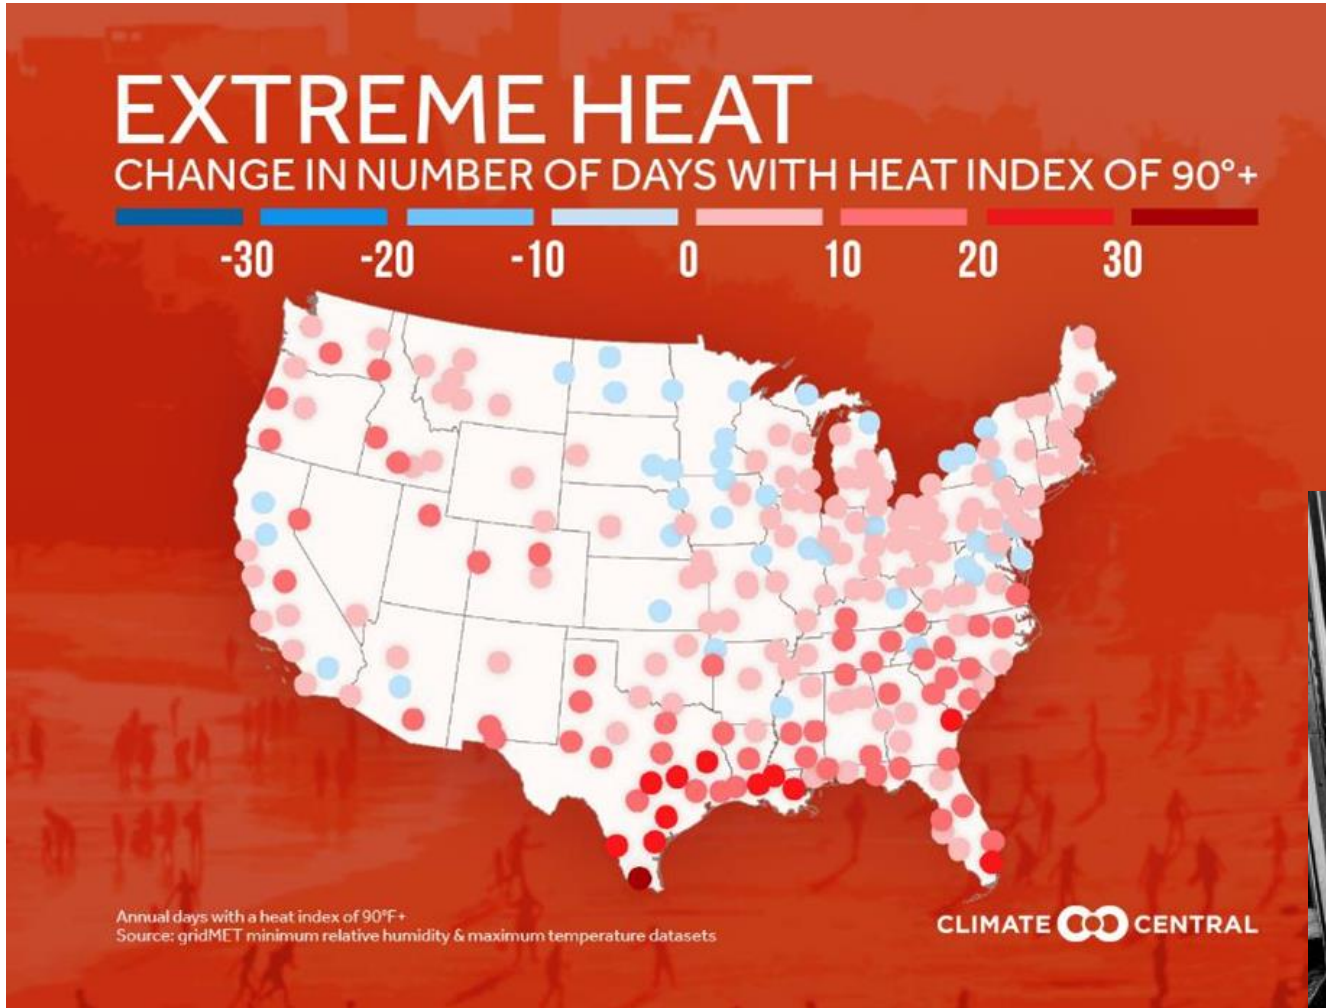 EXTREME HEAT
CHANGE IN NUMBER OF DAYS WITH HEAT INDEX OF 90°+
-30 -20 -10 0 10 20 30
Annual days with a heat index of 90°F+
Source: gridMET minimum relative humidity & maximum temperature datasets
CLIMATE CENTRAL